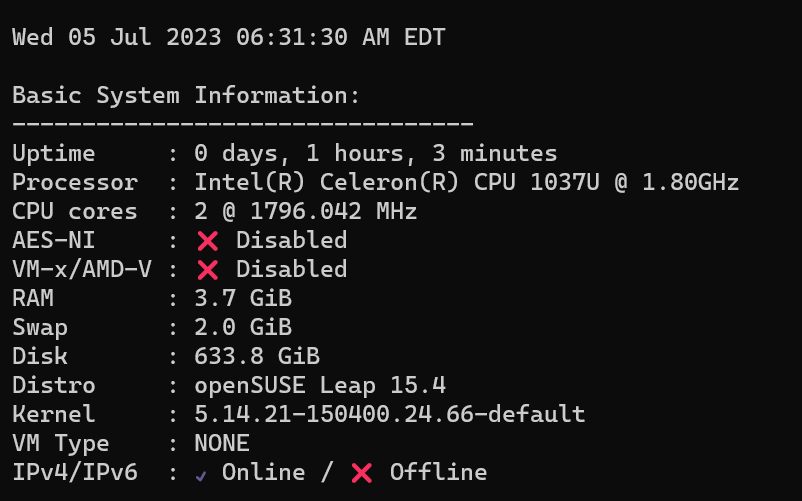 Wed 05 Jul 2023 06:31:30 AM EDT
Basic System Information:
---------------------------------
Uptime     : 0 days, 1 hours, 3 minutes
Processor  : Intel(R) Celeron(R) CPU 1037U @ 1.80GHz
CPU cores  : 2 @ 1796.042 MHz
AES-NI     : ❌ Disabled
VM-x/AMD-V : ❌ Disabled
RAM        : 3.7 GiB
Swap       : 2.0 GiB
Disk       : 633.8 GiB
Distro     : openSUSE Leap 15.4
Kernel     : 5.14.21-150400.24.66-default
VM Type    : NONE
IPv4/IPv6  : ✔ Online / ❌ Offline